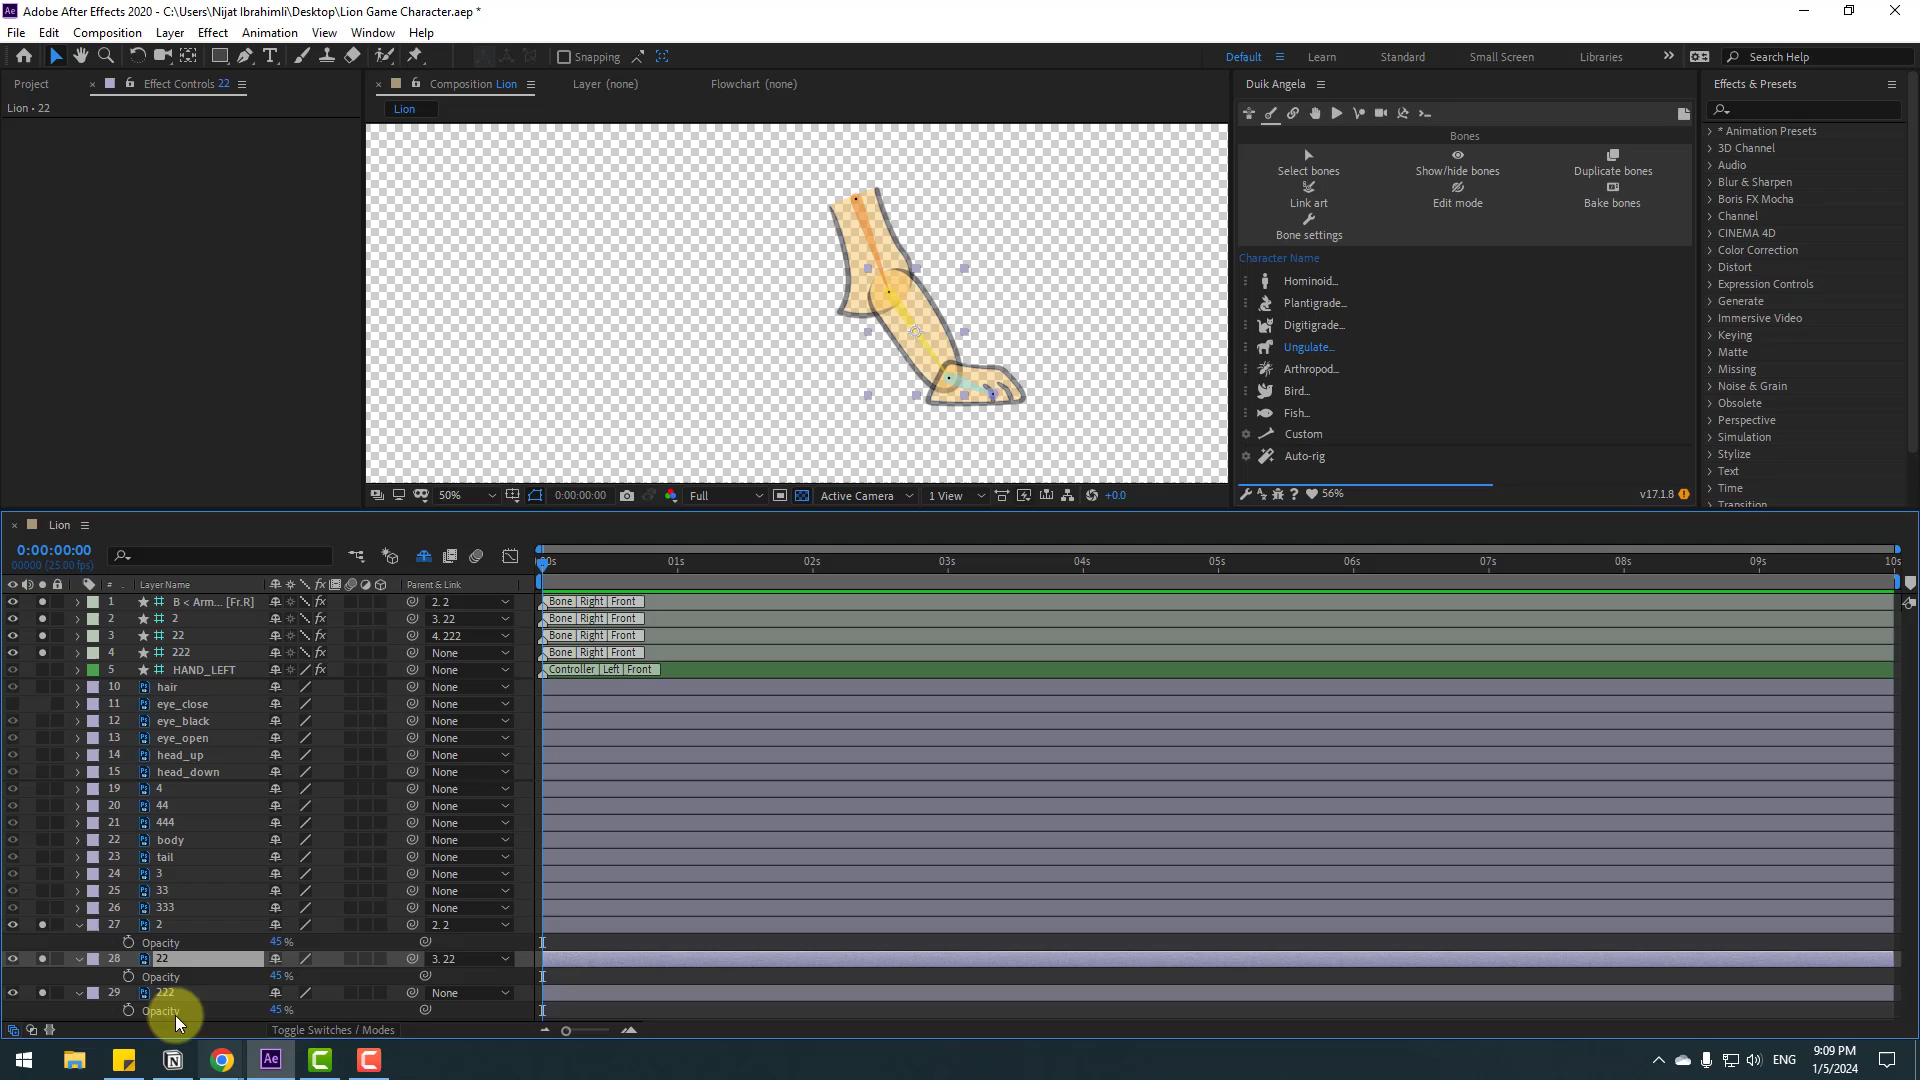 Adobe After Effects 2020 - C:\Users\Nijat Ibrahimli\Desktop\Lion Game Character.aep *
File Edit Composition Layer Effect Animation View Window Help
Snapping
Default Learn Standard Small Screen Libraries Search Help
Project Effect Controls 22
Lion • 22
Composition Lion Layer (none) Flowchart (none)
Lion
50% 0:00:00:00 Full Active Camera 1 View +0.0
Duik Angela
Bones
Select bones Show/hide bones Duplicate bones
Link art Edit mode Bake bones
Bone settings
Character Name
Hominoid...
Plantigrade...
Digitigrade...
Ungulate...
Arthropod...
Bird...
Fish...
Custom
Auto-rig
56% v17.1.8
Effects & Presets
* Animation Presets
3D Channel
Audio
Blur & Sharpen
Boris FX Mocha
Channel
CINEMA 4D
Color Correction
Distort
Expression Controls
Generate
Immersive Video
Keying
Matte
Missing
Noise & Grain
Obsolete
Perspective
Simulation
Stylize
Text
Time
Transition
Lion
0:00:00:00
00000 (25.00 fps)
:00s 01s 02s 03s 04s 05s 06s 07s 08s 09s 10s
# Layer Name Parent & Link
1 B < Arm... [Fr.R] 2. 2 Bone | Right | Front
2 2 3. 22 Bone | Right | Front
3 22 4. 222 Bone | Right | Front
4 222 None Bone | Right | Front
5 HAND_LEFT None Controller | Left | Front
10 hair None
11 eye_close None
12 eye_black None
13 eye_open None
14 head_up None
15 head_down None
19 4 None
20 44 None
21 444 None
22 body None
23 tail None
24 3 None
25 33 None
26 333 None
27 2 2. 2
Opacity 45 %
28 22 3. 22
Opacity 45 %
29 222 None
Opacity 45 %
Toggle Switches / Modes
ENG
9:09 PM
1/5/2024